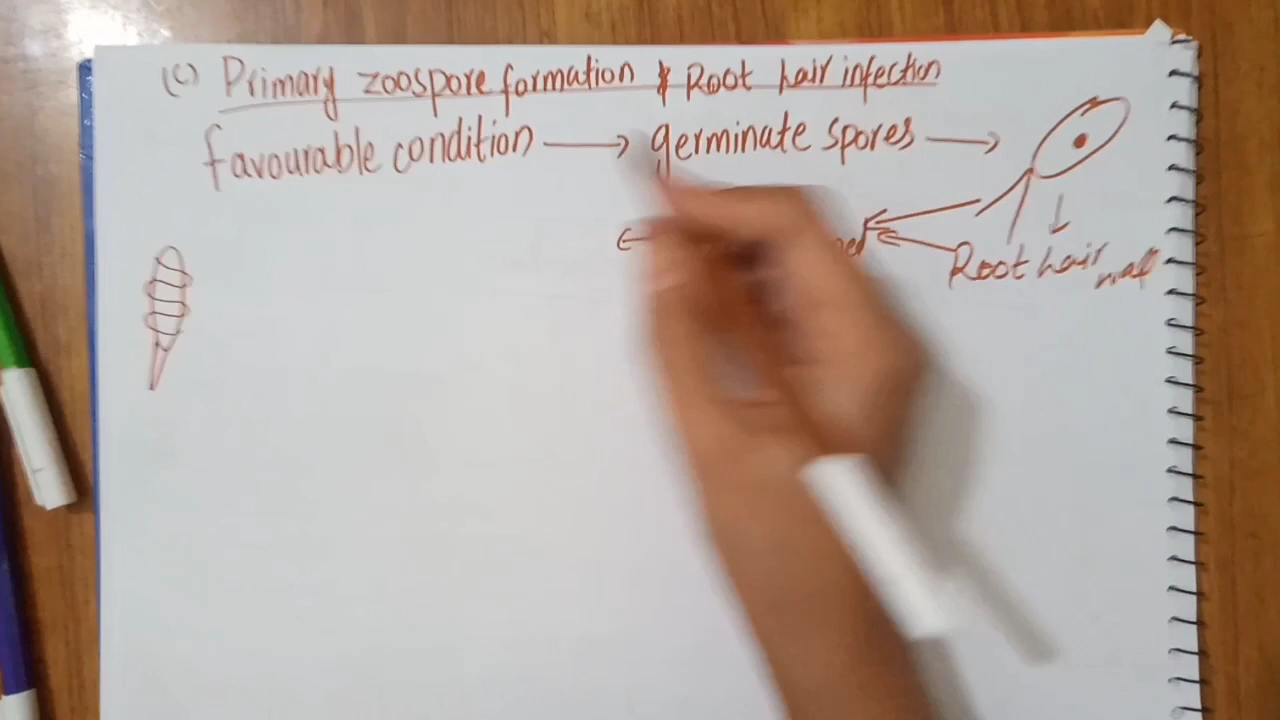 (C) Primary zoospore formation & Root hair infection
favourable condition → germinate spores →
← 
↓
Root hair wall